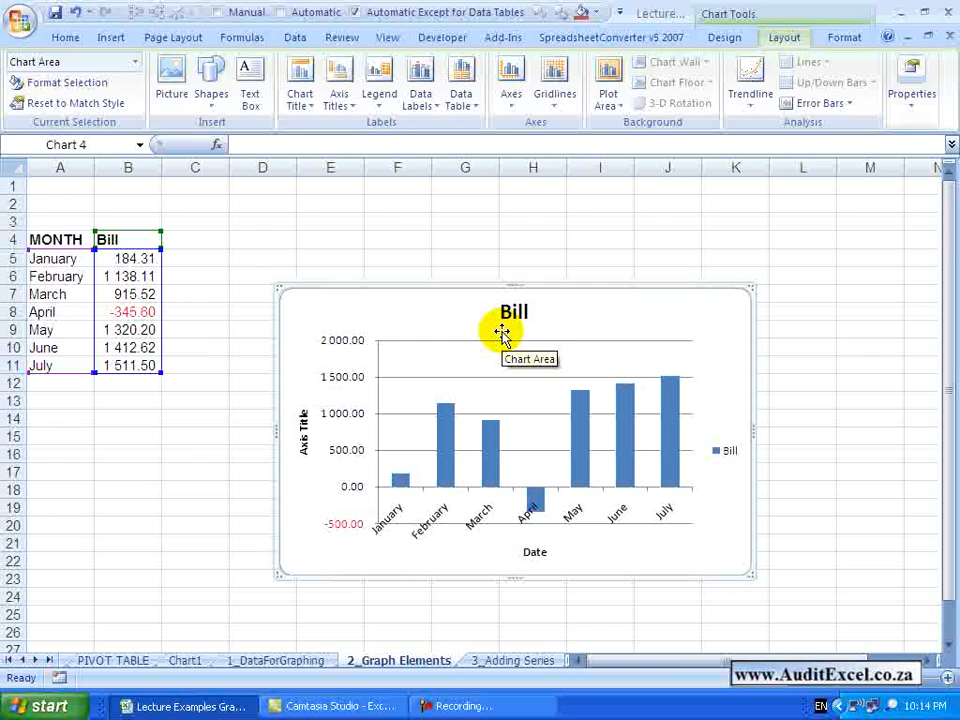 Manual Automatic Automatic Except for Data Tables Lecture... Chart Tools
Home Insert Page Layout Formulas Data Review View Developer Add-Ins SpreadsheetConverter v5 2007 Design Layout Format
Chart Area
Format Selection
Reset to Match Style
Current Selection
Picture Shapes Text Box
Insert
Chart Title Axis Titles Legend Data Labels Data Table
Labels
Axes Gridlines
Axes
Plot Area
Chart Wall
Chart Floor
3-D Rotation
Background
Trendline
Lines
Up/Down Bars
Error Bars
Analysis
Properties
Chart 4 fx
A B C D E F G H I J K L M N
1
2
3
4 MONTH Bill
5 January 184.31
6 February 1 138.11
7 March 915.52
8 April -345.60
9 May 1 320.20
10 June 1 412.62
11 July 1 511.50
12
13
14
15
16
17
18
19
20
21
22
23
24
25
26
27
Bill
Chart Area
2 000.00
1 500.00
1 000.00
500.00
0.00
-500.00
Axis Title
January February March April May June July
Date
Bill
PIVOT TABLE Chart1 1_DataForGraphing 2_Graph Elements 3_Adding Series
Ready
www.AuditExcel.co.za
start Lecture Examples Gra... Camtasia Studio - Exc... Recording... EN 10:14 PM